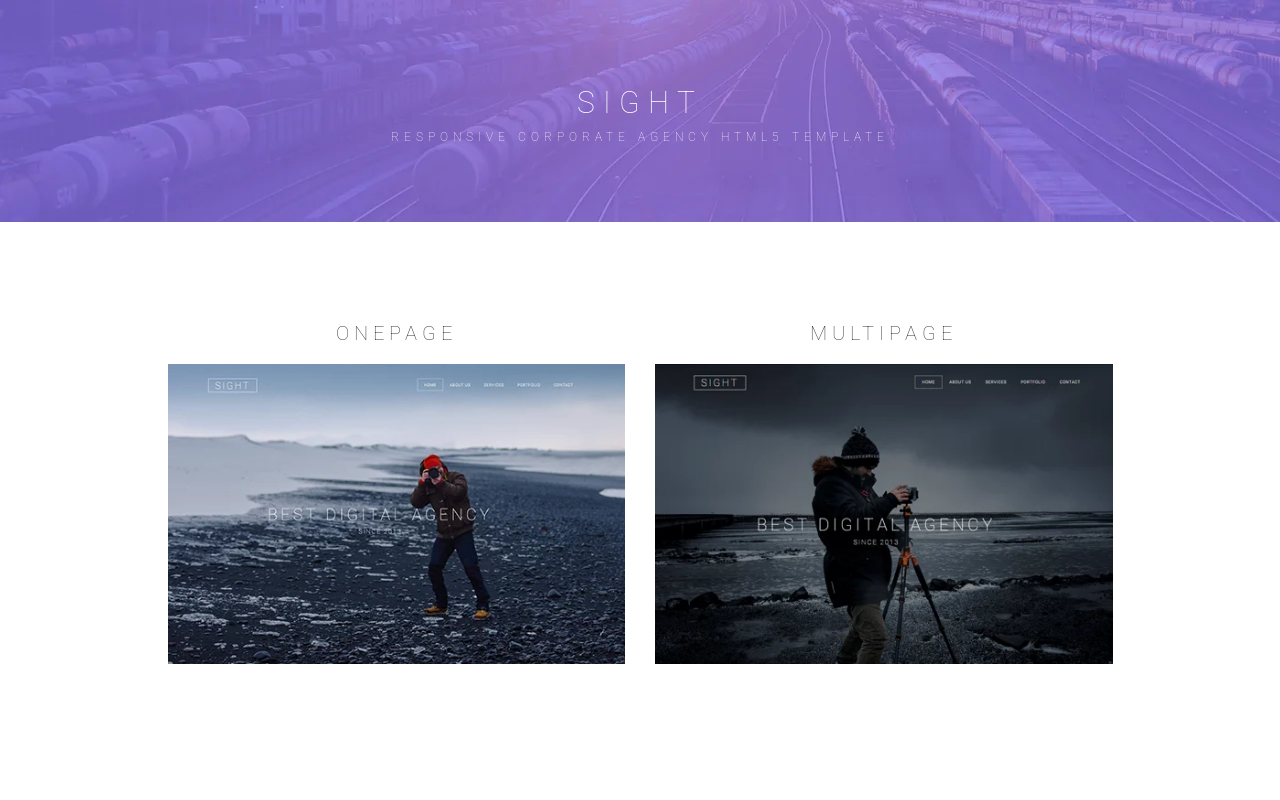 SIGHT
RESPONSIVE CORPORATE AGENCY HTML5 TEMPLATE
ONEPAGE
MULTIPAGE
SIGHT
HOME ABOUT US SERVICES PORTFOLIO CONTACT
BEST DIGITAL AGENCY
SINCE 2013
SIGHT
HOME ABOUT US SERVICES PORTFOLIO CONTACT
BEST DIGITAL AGENCY
SINCE 2013